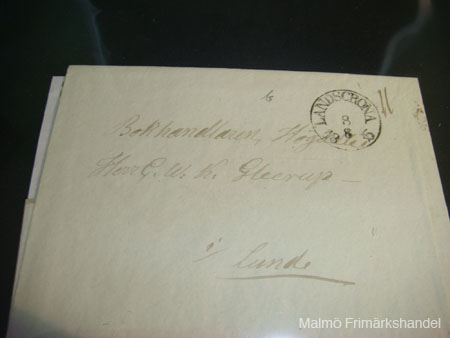 LANDSCRONA
8
8
Bokhandlaren, Högädle
Herr C. W. K. Gleerup
i Lund
Malmö Frimärkshandel